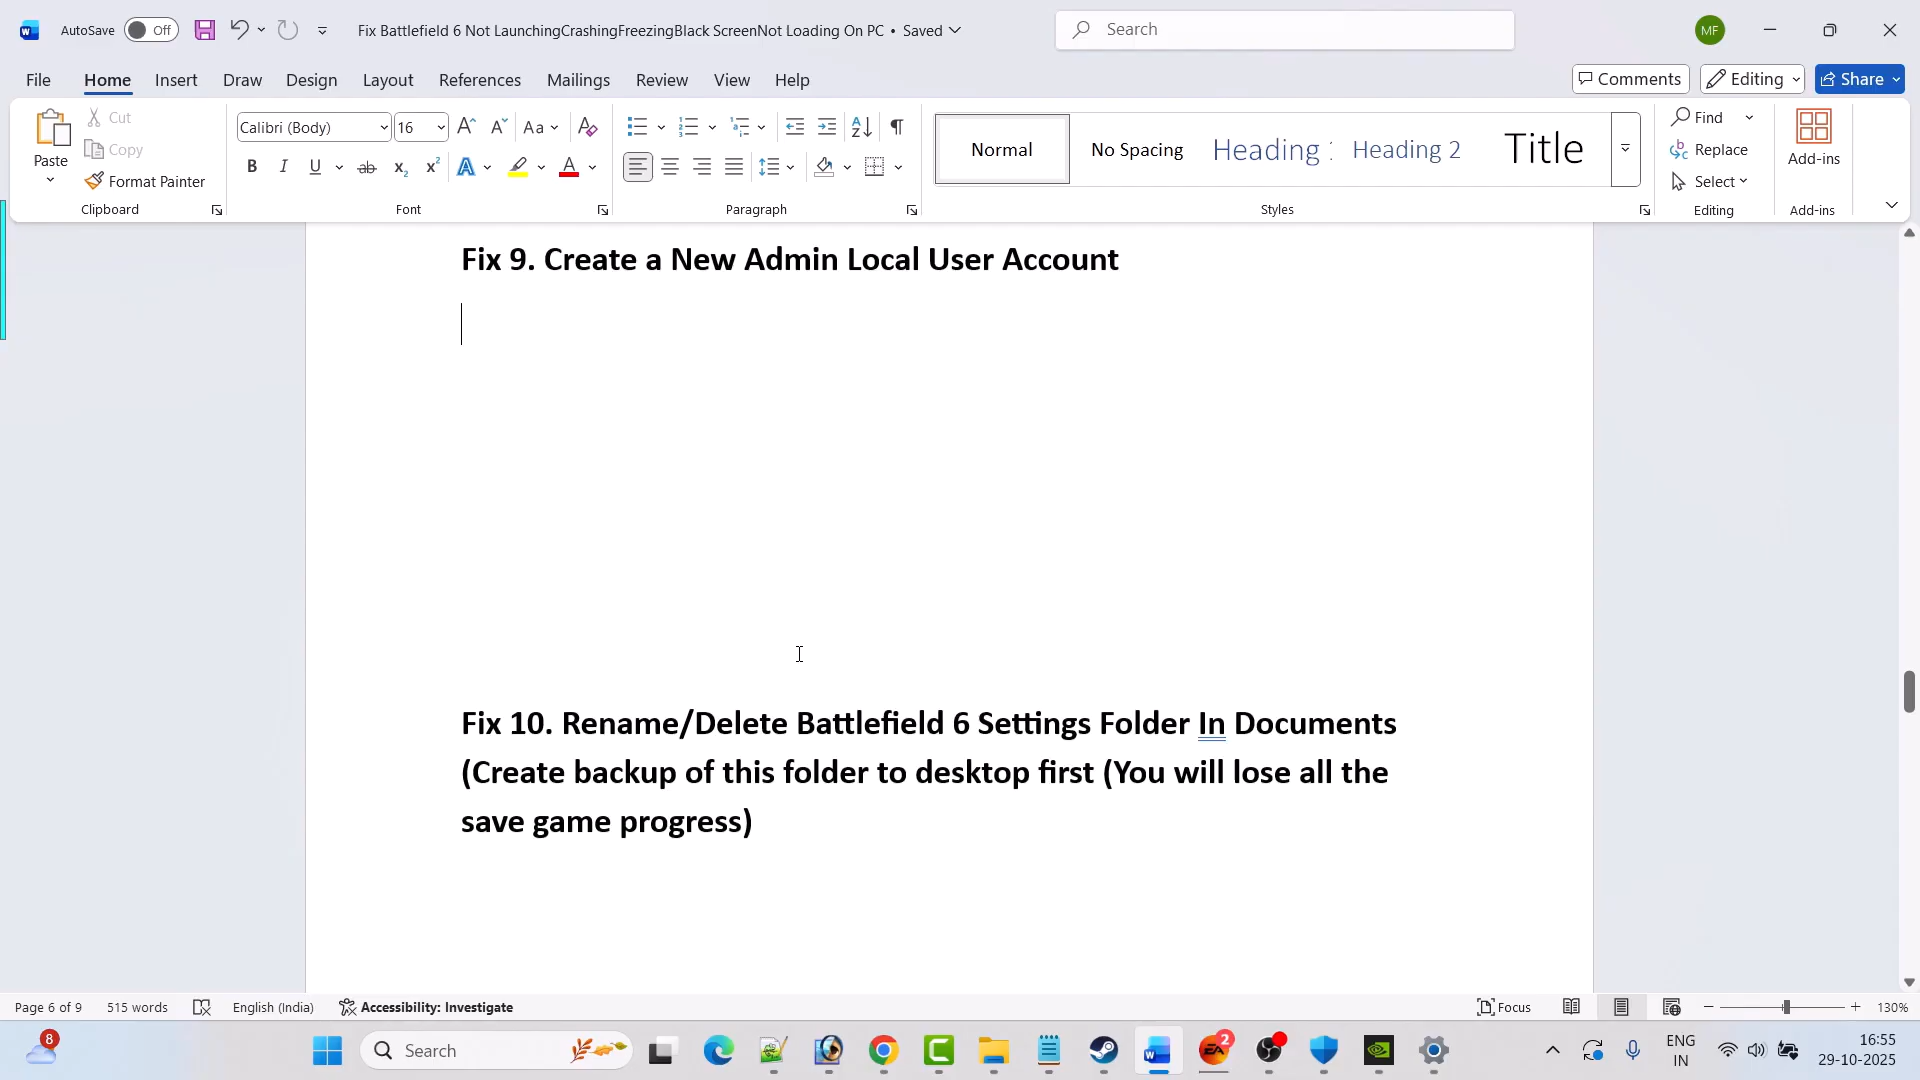 AutoSave Off Fix Battlefield 6 Not LaunchingCrashingFreezingBlack ScreenNot Loading On PC • Saved Search MF
File Home Insert Draw Design Layout References Mailings Review View Help Comments Editing Share
Paste Cut Copy Format Painter
Calibri (Body) 16
Normal No Spacing Heading Heading 2 Title
Find Replace Select
Add-ins
Clipboard Font Paragraph Styles Editing Add-ins
Fix 9. Create a New Admin Local User Account
Fix 10. Rename/Delete Battlefield 6 Settings Folder In Documents
(Create backup of this folder to desktop first (You will lose all the
save game progress)
Page 6 of 9 515 words English (India) Accessibility: Investigate Focus 130%
8 Search 2 ENG IN 16:55 29-10-2025